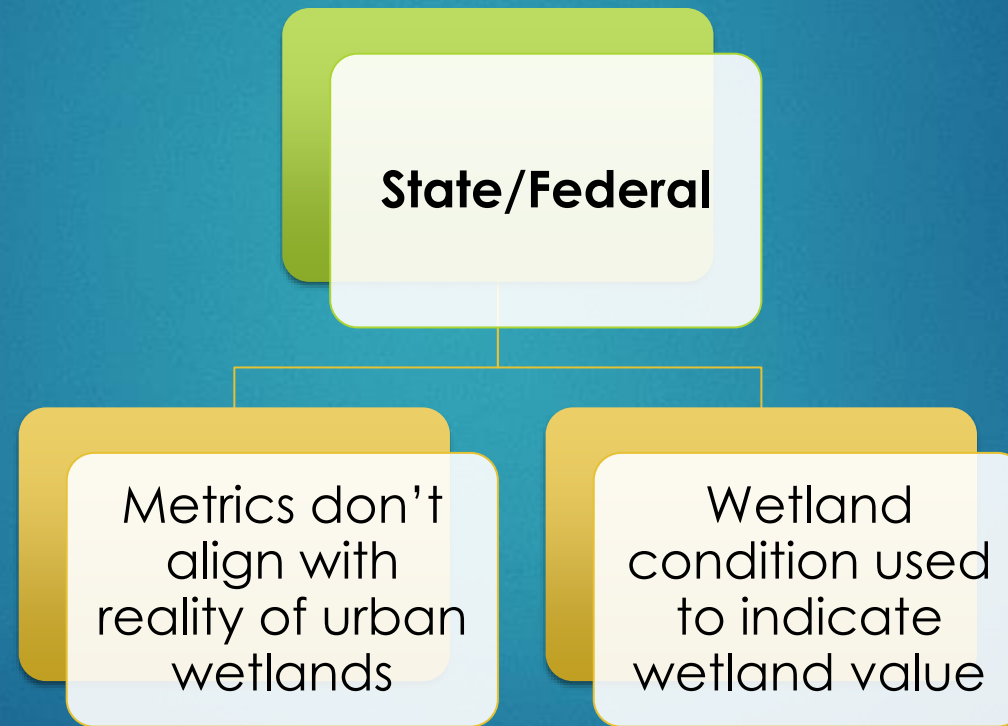 State/Federal
Metrics don’t
align with
reality of urban
wetlands
Wetland
condition used
to indicate
wetland value